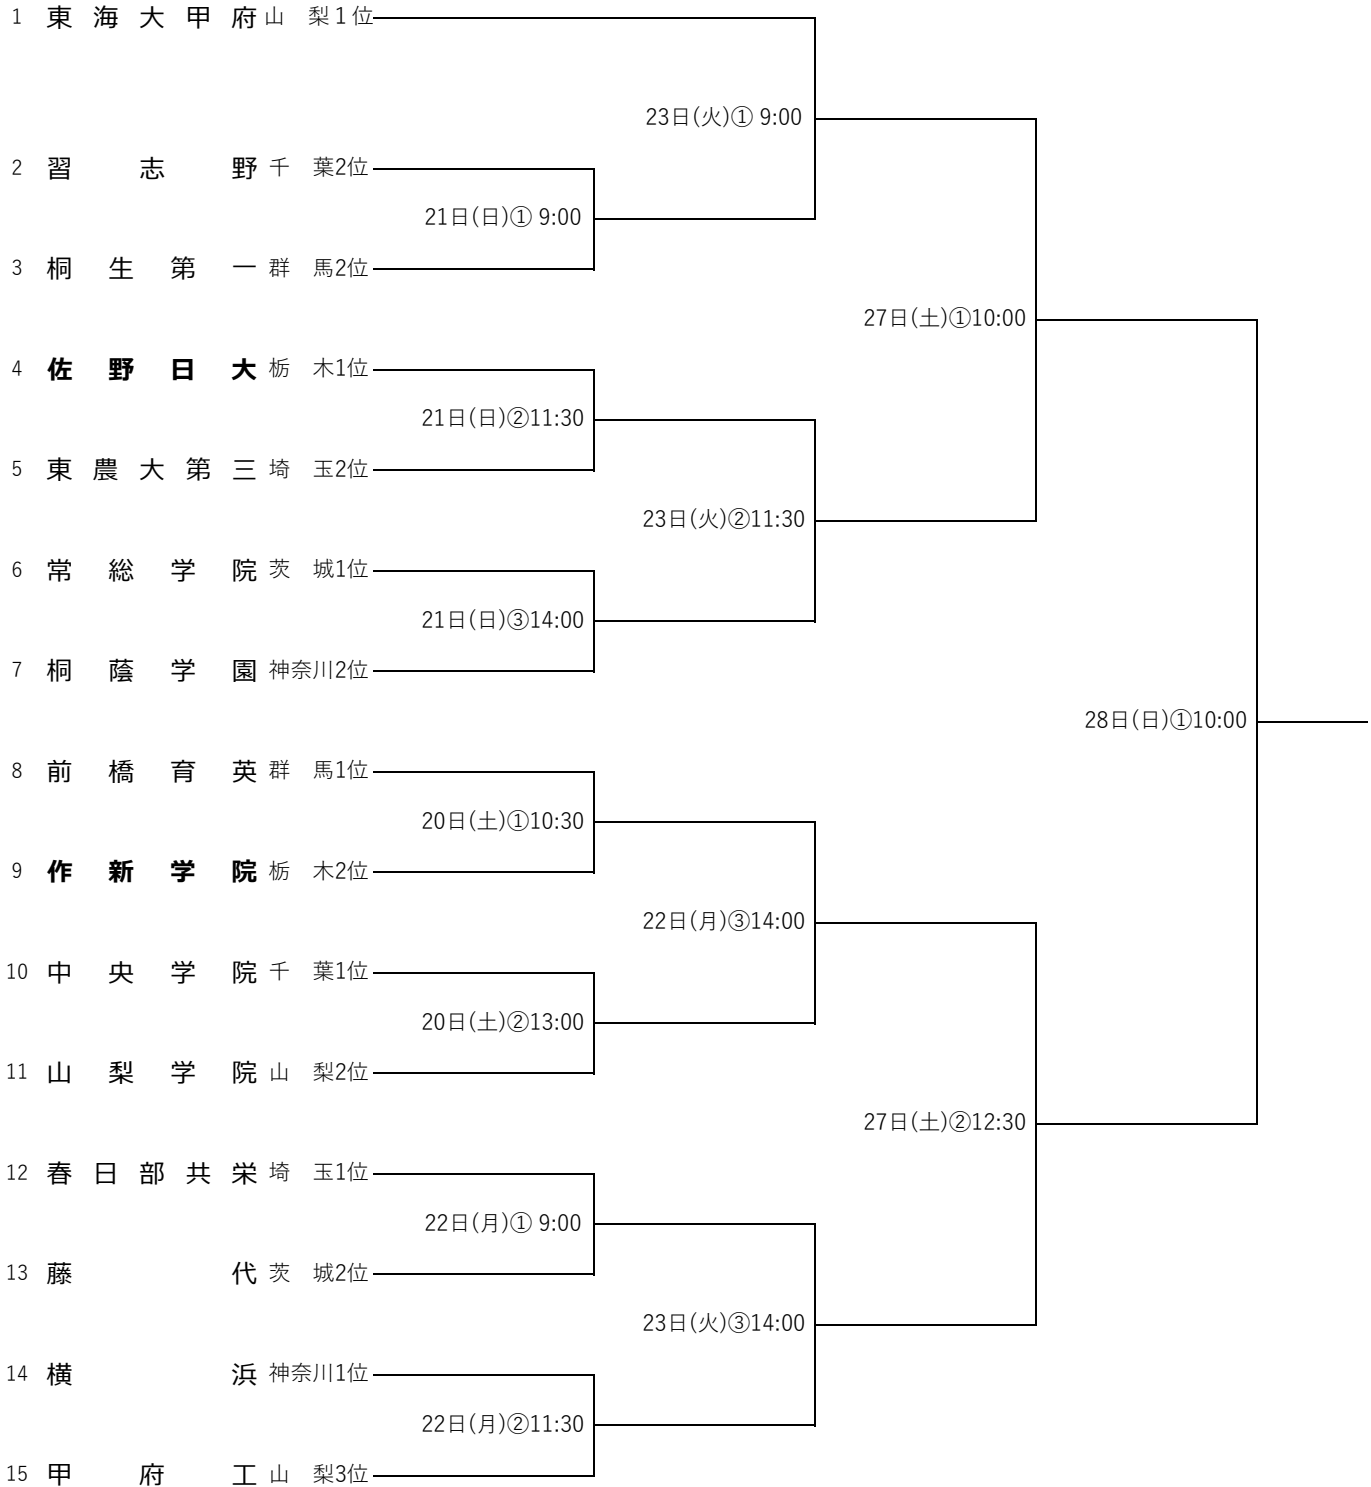 1 東海大甲府 山　梨1位
23日(火)① 9:00
2 習志野 千　葉2位
21日(日)① 9:00
3 桐生第一 群　馬2位
27日(土)①10:00
4 佐野日大 栃　木1位
21日(日)②11:30
5 東農大第三 埼　玉2位
23日(火)②11:30
6 常総学院 茨　城1位
21日(日)③14:00
7 桐蔭学園 神奈川2位
28日(日)①10:00
8 前橋育英 群　馬1位
20日(土)①10:30
9 作新学院 栃　木2位
22日(月)③14:00
10 中央学院 千　葉1位
20日(土)②13:00
11 山梨学院 山　梨2位
27日(土)②12:30
12 春日部共栄 埼　玉1位
22日(月)① 9:00
13 藤代 茨　城2位
23日(火)③14:00
14 横浜 神奈川1位
22日(月)②11:30
15 甲府工 山　梨3位